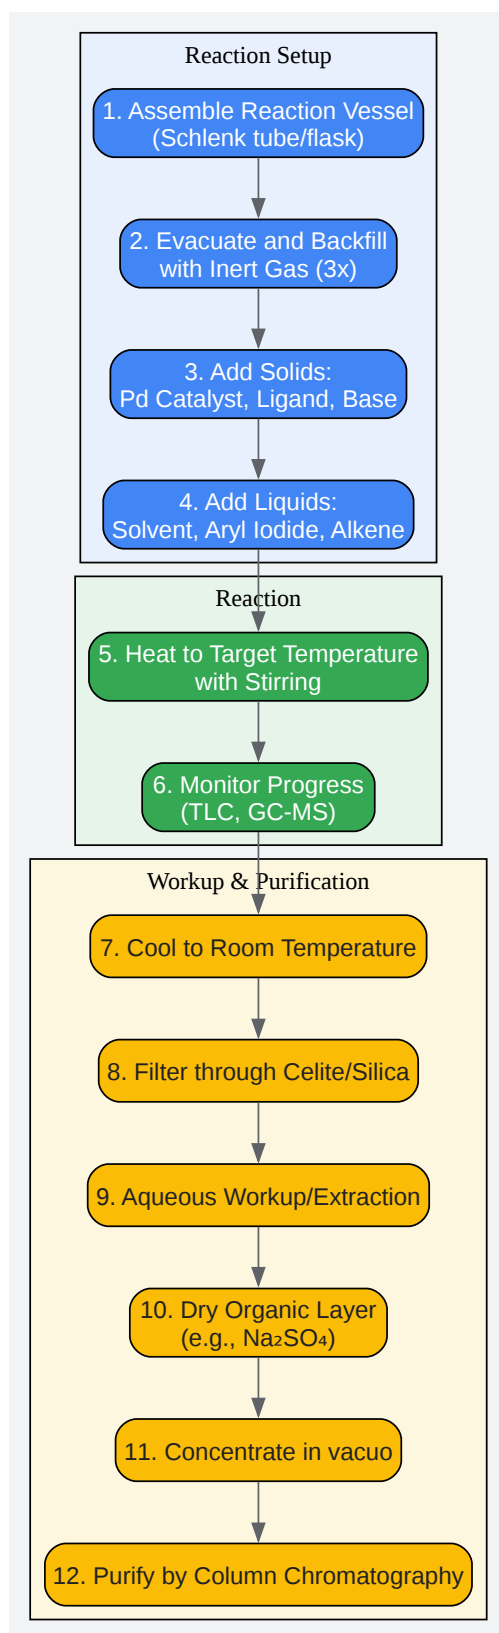 Reaction Setup
1. Assemble Reaction Vessel
(Schlenk tube/flask)
2. Evacuate and Backfill
with Inert Gas (3x)
3. Add Solids:
Pd Catalyst, Ligand, Base
4. Add Liquids:
Solvent, Aryl Iodide, Alkene
Reaction
5. Heat to Target Temperature
with Stirring
6. Monitor Progress
(TLC, GC-MS)
Workup & Purification
7. Cool to Room Temperature
8. Filter through Celite/Silica
9. Aqueous Workup/Extraction
10. Dry Organic Layer
(e.g., Na₂SO₄)
11. Concentrate in vacuo
12. Purify by Column Chromatography